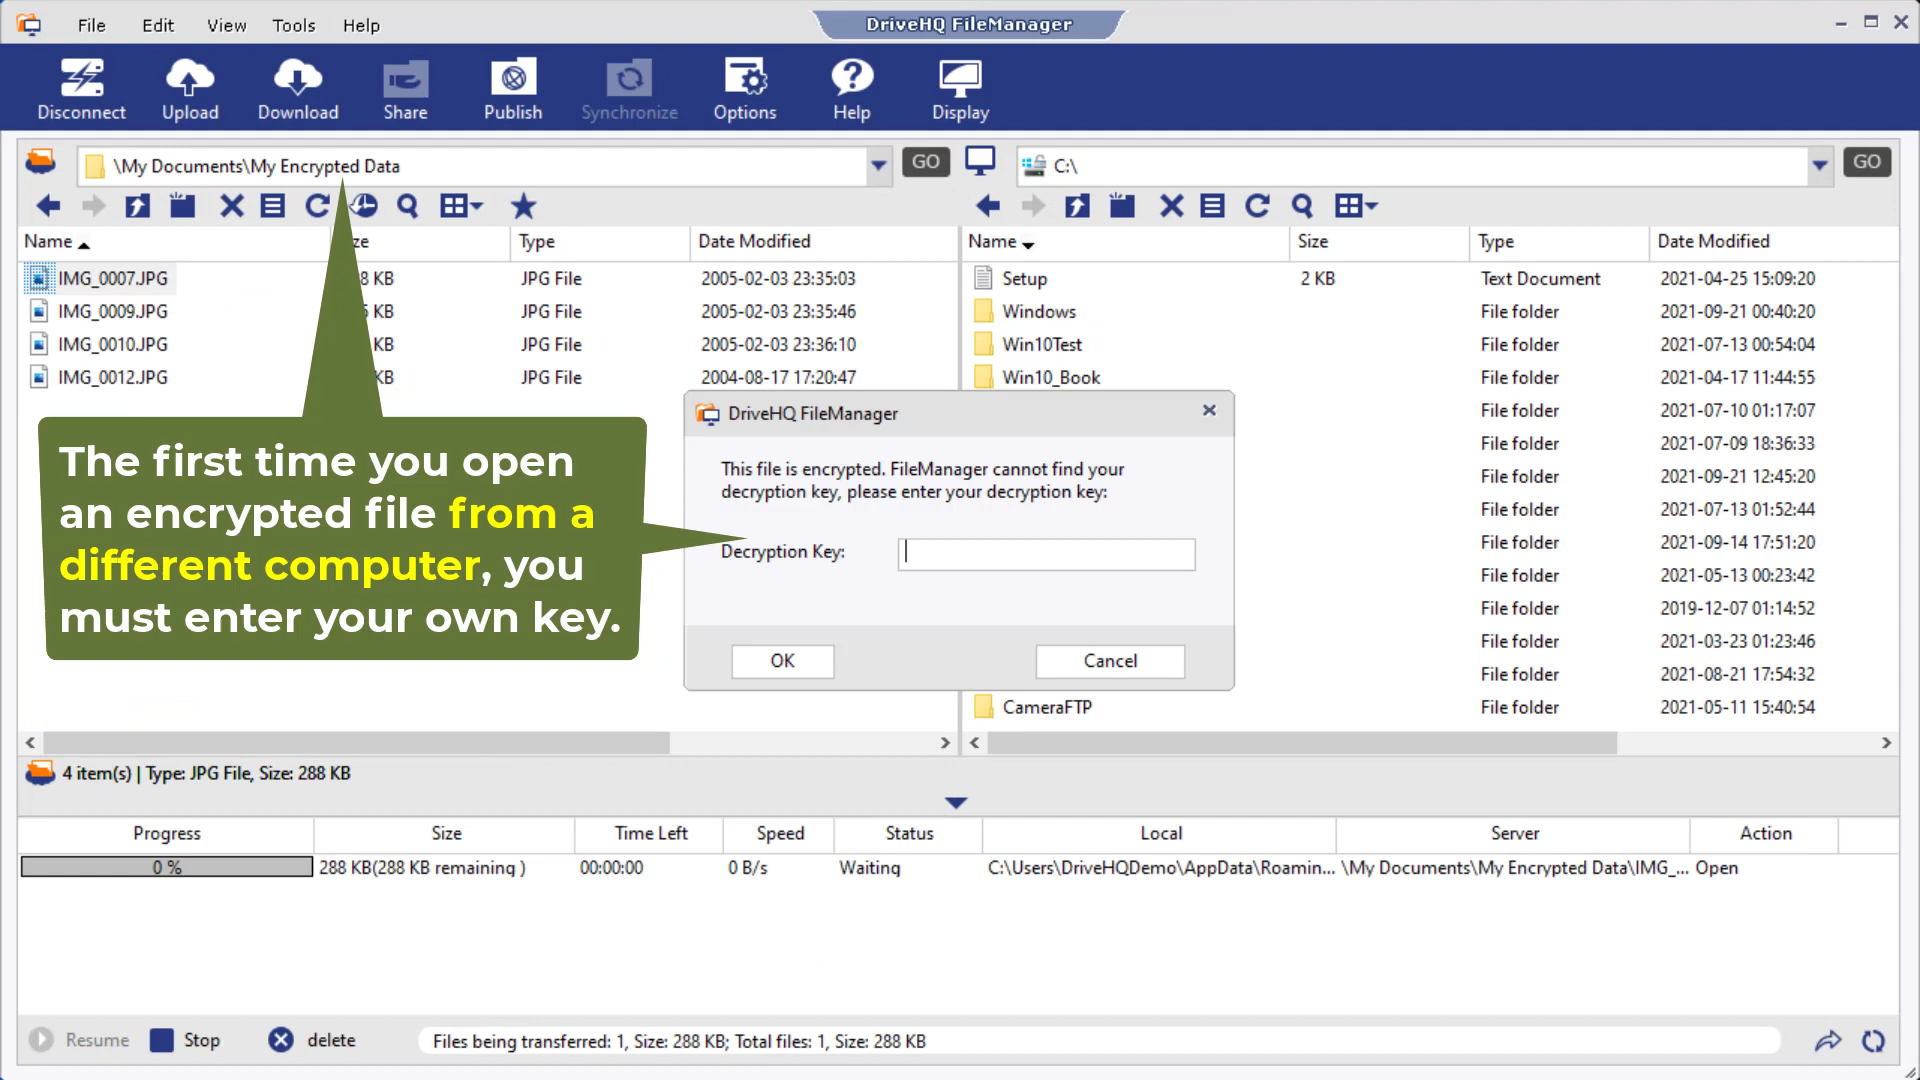 File Edit View Tools Help DriveHQ FileManager
Disconnect Upload Download Share Publish Synchronize Options Help Display
\My Documents\My Encrypted Data GO C:\ GO
Name Type Date Modified Name Size Type Date Modified
IMG_0007.JPG 8 KB JPG File 2005-02-03 23:35:03 Setup 2 KB Text Document 2021-04-25 15:09:20
IMG_0009.JPG KB JPG File 2005-02-03 23:35:46 Windows File folder 2021-09-21 00:40:20
IMG_0010.JPG KB JPG File 2005-02-03 23:36:10 Win10Test File folder 2021-07-13 00:54:04
IMG_0012.JPG KB JPG File 2004-08-17 17:20:47 Win10_Book File folder 2021-04-17 11:44:55
File folder 2021-07-10 01:17:07
File folder 2021-07-09 18:36:33
File folder 2021-09-21 12:45:20
File folder 2021-07-13 01:52:44
File folder 2021-09-14 17:51:20
File folder 2021-05-13 00:23:42
File folder 2019-12-07 01:14:52
File folder 2021-03-23 01:23:46
File folder 2021-08-21 17:54:32
CameraFTP File folder 2021-05-11 15:40:54
The first time you open
an encrypted file from a
different computer, you
must enter your own key.
DriveHQ FileManager
This file is encrypted. FileManager cannot find your
decryption key, please enter your decryption key:
Decryption Key:
OK Cancel
4 item(s) | Type: JPG File, Size: 288 KB
Progress Size Time Left Speed Status Local Server Action
0 % 288 KB(288 KB remaining ) 00:00:00 0 B/s Waiting C:\Users\DriveHQDemo\AppData\Roamin... \My Documents\My Encrypted Data\IMG_... Open
Resume Stop delete Files being transferred: 1, Size: 288 KB; Total files: 1, Size: 288 KB